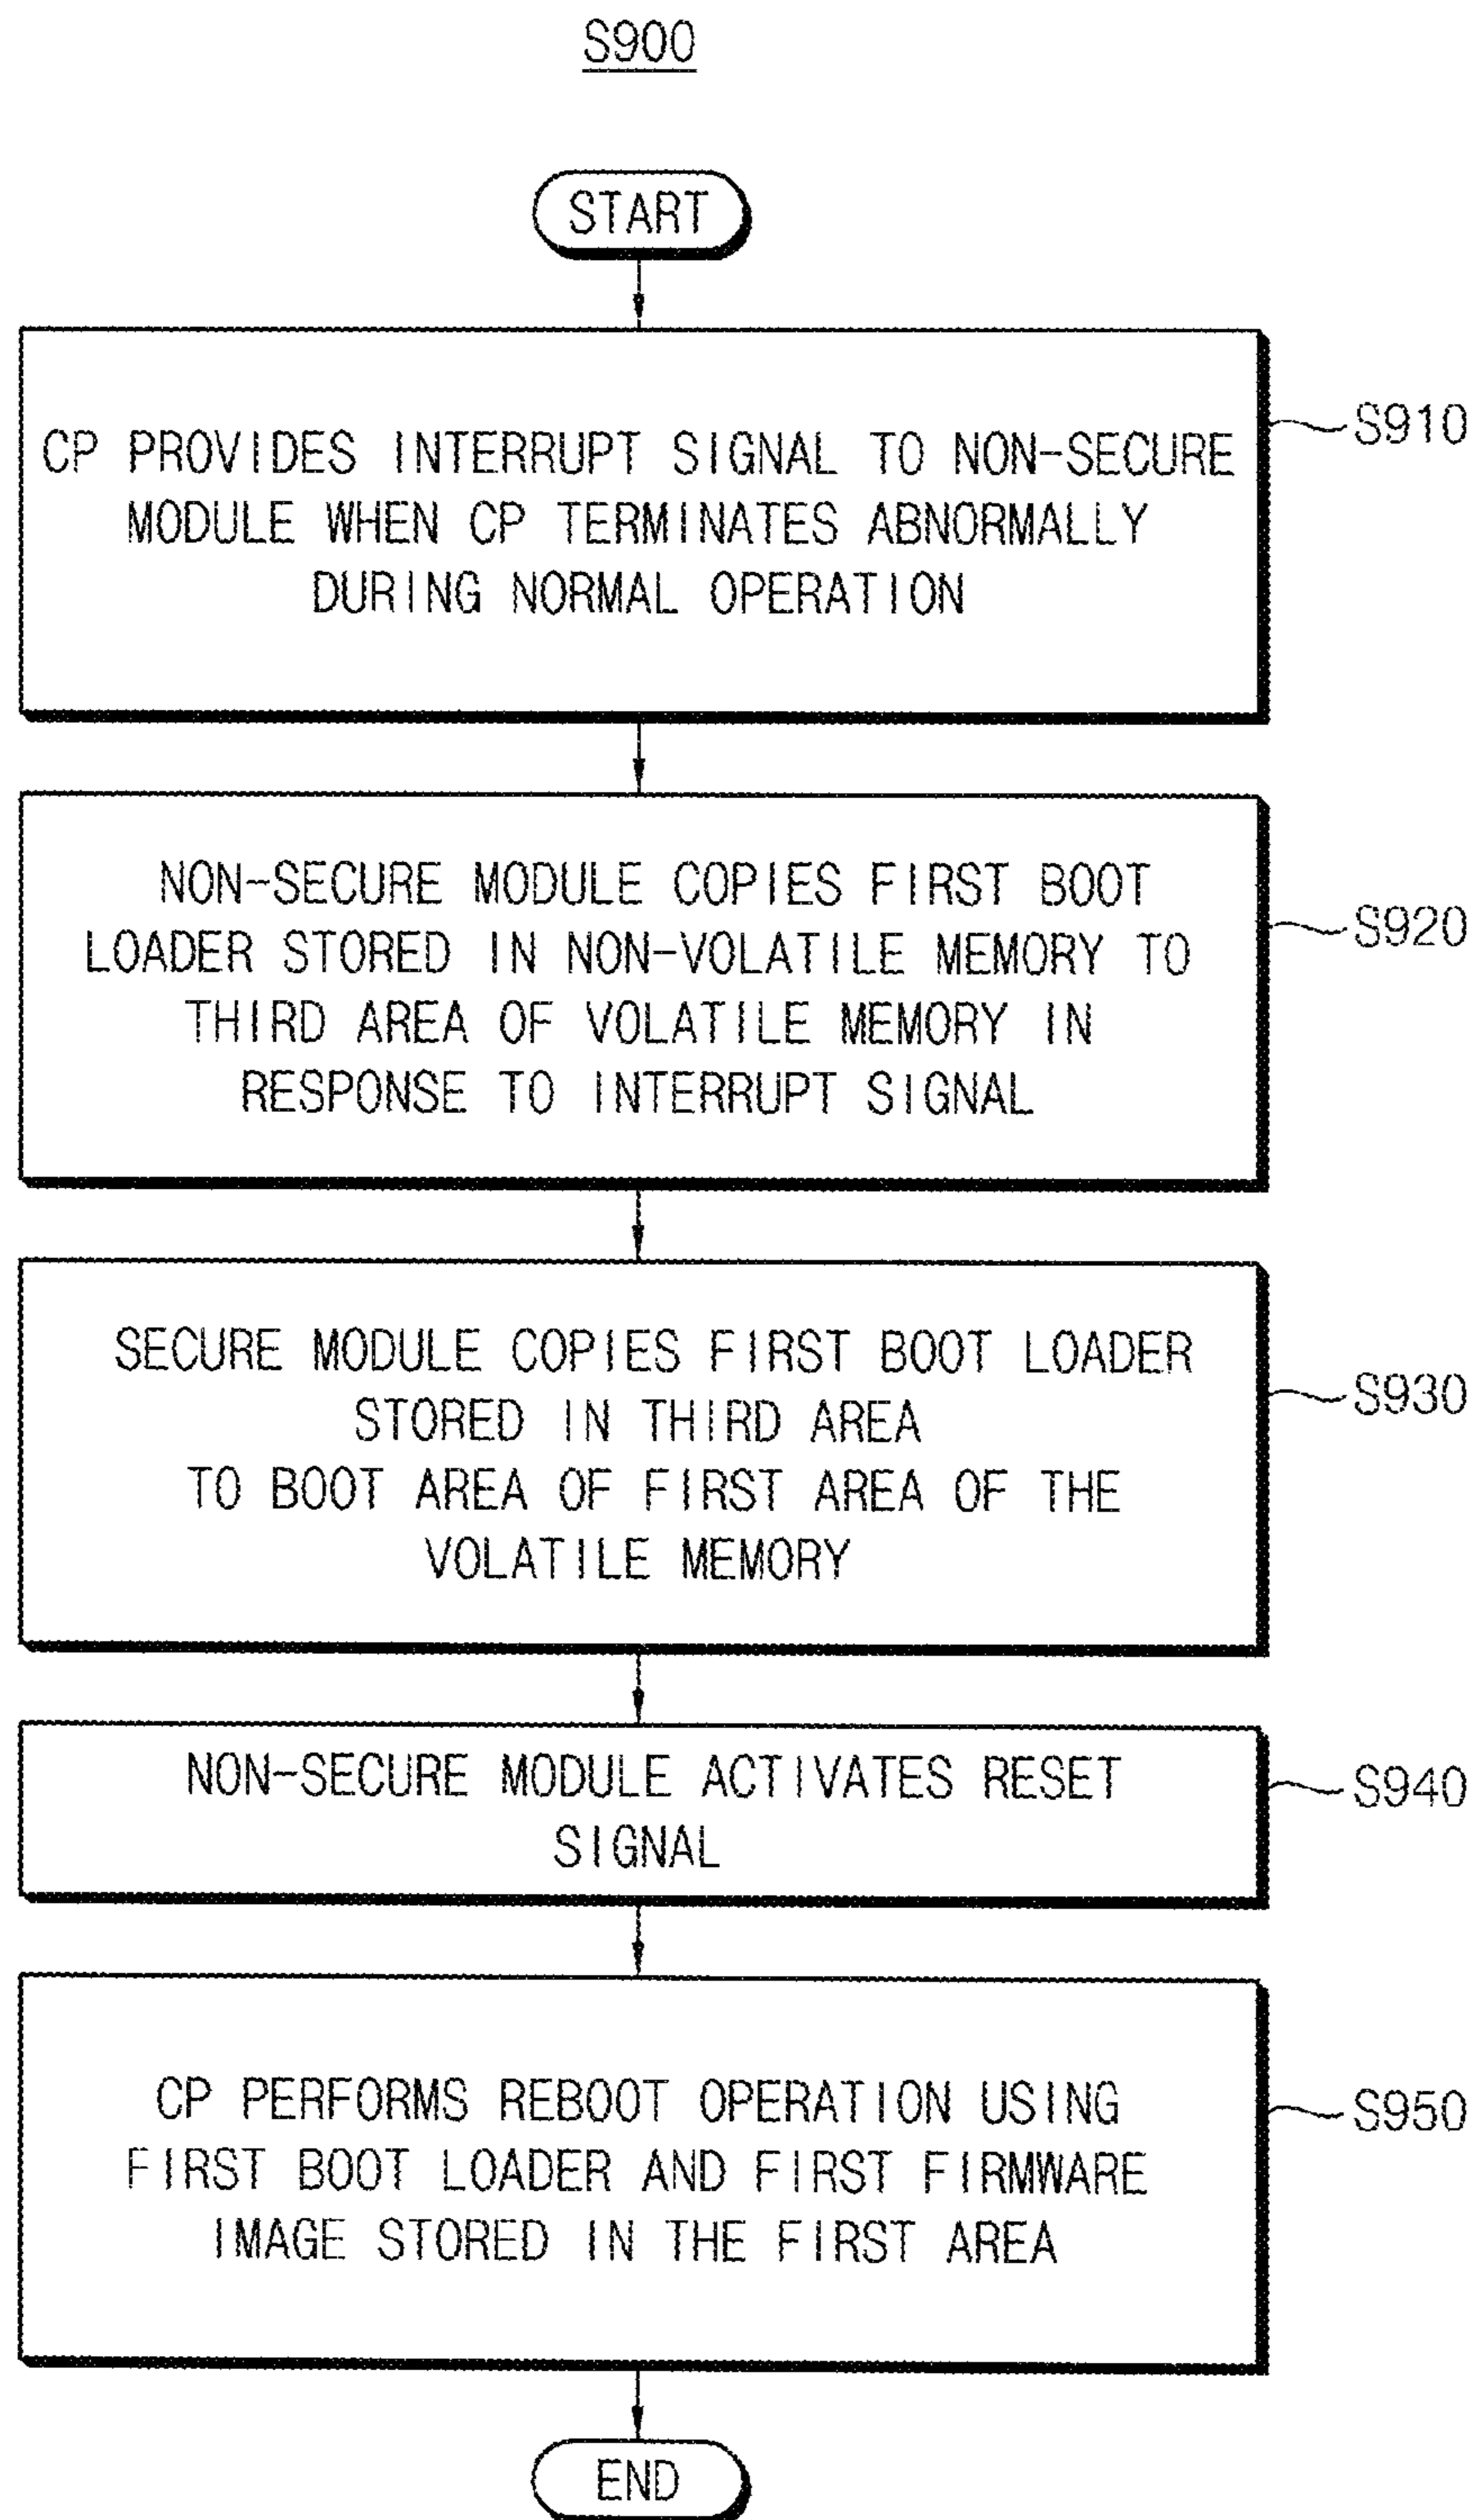 S900
START
CP PROVIDES INTERRUPT SIGNAL TO NON-SECURE
MODULE WHEN CP TERMINATES ABNORMALLY
DURING NORMAL OPERATION
S910
NON-SECURE MODULE COPIES FIRST BOOT
LOADER STORED IN NON-VOLATILE MEMORY TO
THIRD AREA OF VOLATILE MEMORY IN
RESPONSE TO INTERRUPT SIGNAL
S920
SECURE MODULE COPIES FIRST BOOT LOADER
STORED IN THIRD AREA
TO BOOT AREA OF FIRST AREA OF THE
VOLATILE MEMORY
S930
NON-SECURE MODULE ACTIVATES RESET
SIGNAL
S940
CP PERFORMS REBOOT OPERATION USING
FIRST BOOT LOADER AND FIRST FIRMWARE
IMAGE STORED IN THE FIRST AREA
S950
END